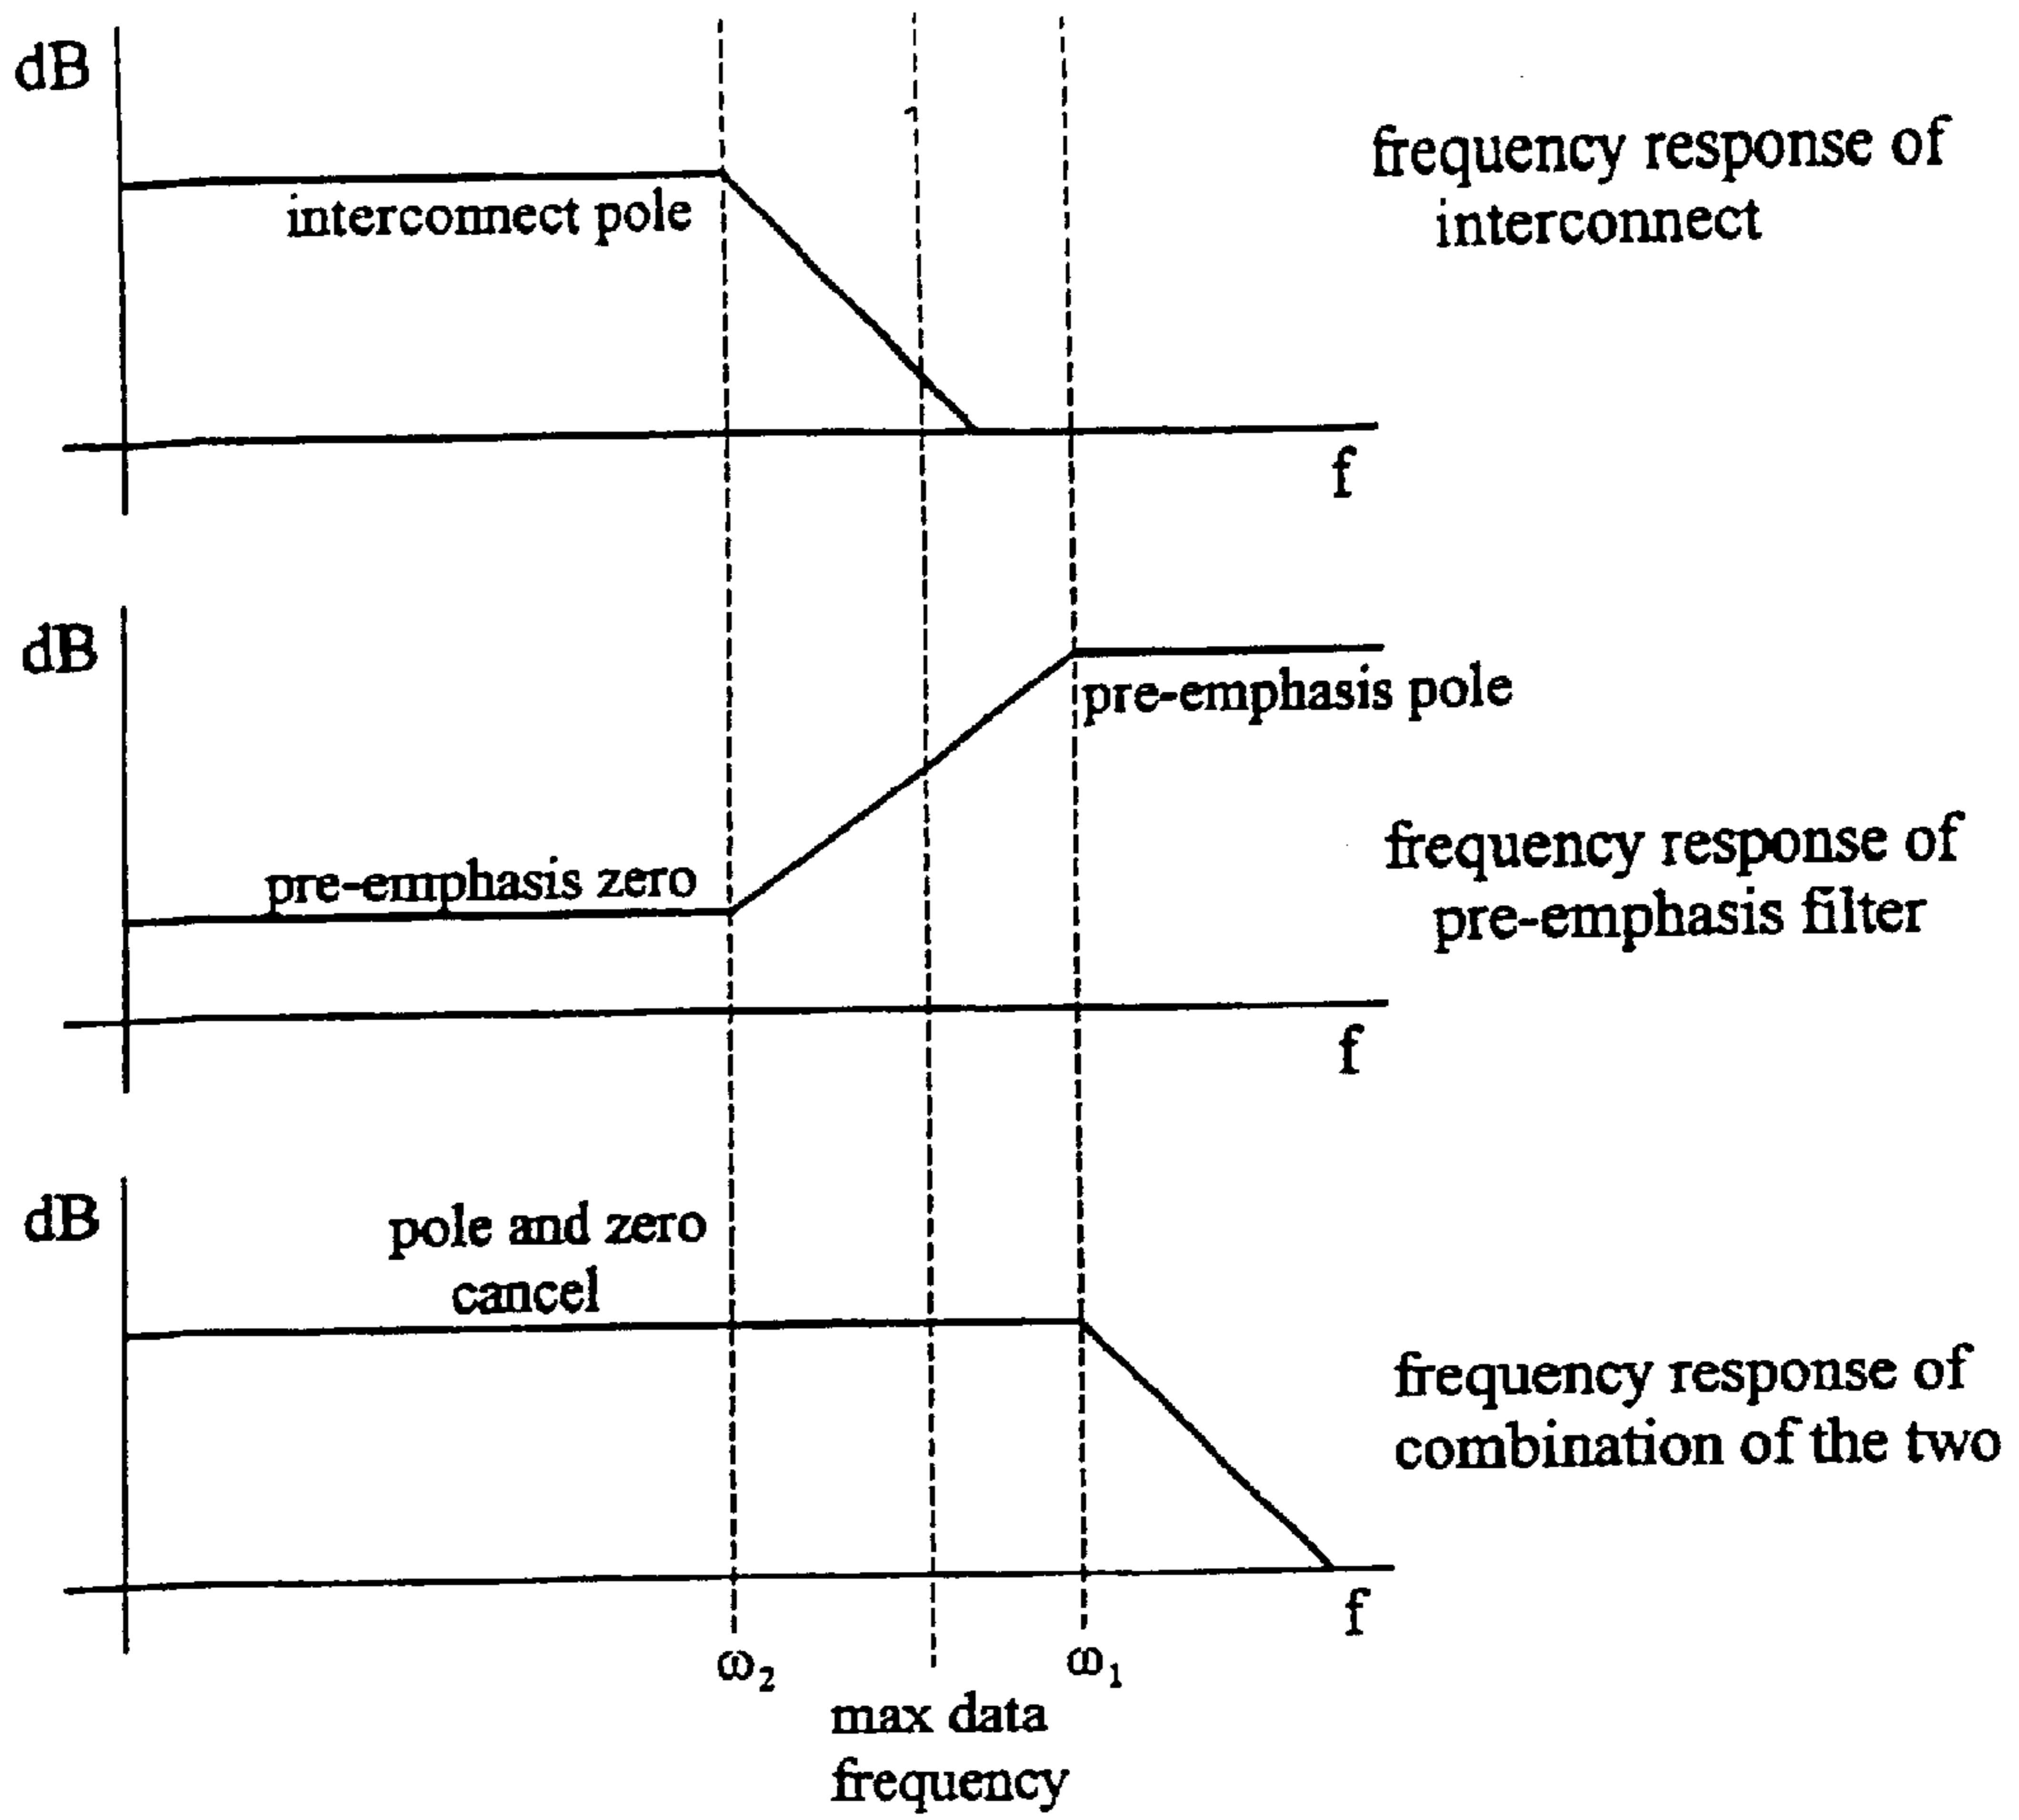 dB
interconnect pole
frequency response of
interconnect
f
dB
pre-emphasis pole
pre-emphasis zero
frequency response of
pre-emphasis filter
f
dB
pole and zero
cancel
frequency response of
combination of the two
f
ω₂
ω₁
max data
frequency